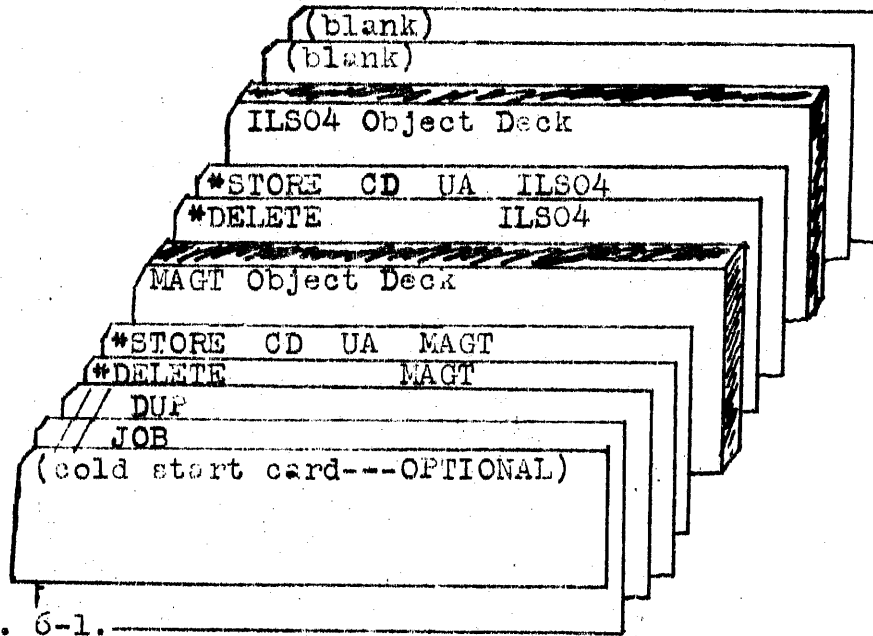 (blank)
(blank)
ILS04 Object Deck
*STORE CD UA ILS04
*DELETE ILS04
MAGT Object Deck
*STORE CD UA MAGT
*DELETE MAGT
// DUP
// JOB
(cold start card---OPTIONAL)
. 6-1.